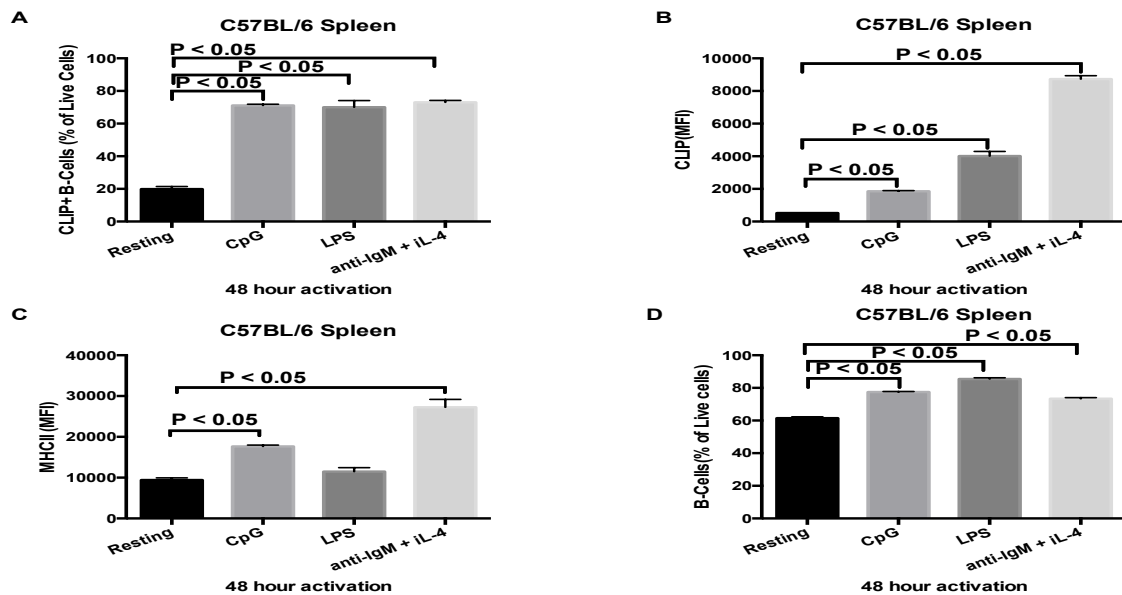 A
C57BL/6 Spleen
P < 0.05
P < 0.05
P < 0.05
CLIP+ B-Cells (% of Live Cells)
100
80
60
40
20
0
Resting
CpG
LPS
anti-IgM + iL-4
48 hour activation
B
C57BL/6 Spleen
P < 0.05
P < 0.05
P < 0.05
CLIP(MFI)
10000
8000
6000
4000
2000
0
Resting
CpG
LPS
anti-IgM + iL-4
48 hour activation
C
C57BL/6 Spleen
P < 0.05
P < 0.05
MHCII (MFI)
40000
30000
20000
10000
0
Resting
CpG
LPS
anti-IgM + iL-4
48 hour activation
D
C57BL/6 Spleen
P < 0.05
P < 0.05
P < 0.05
B-Cells(% of Live cells)
100
80
60
40
20
0
Resting
CpG
LPS
anti-IgM + iL-4
48 hour activation